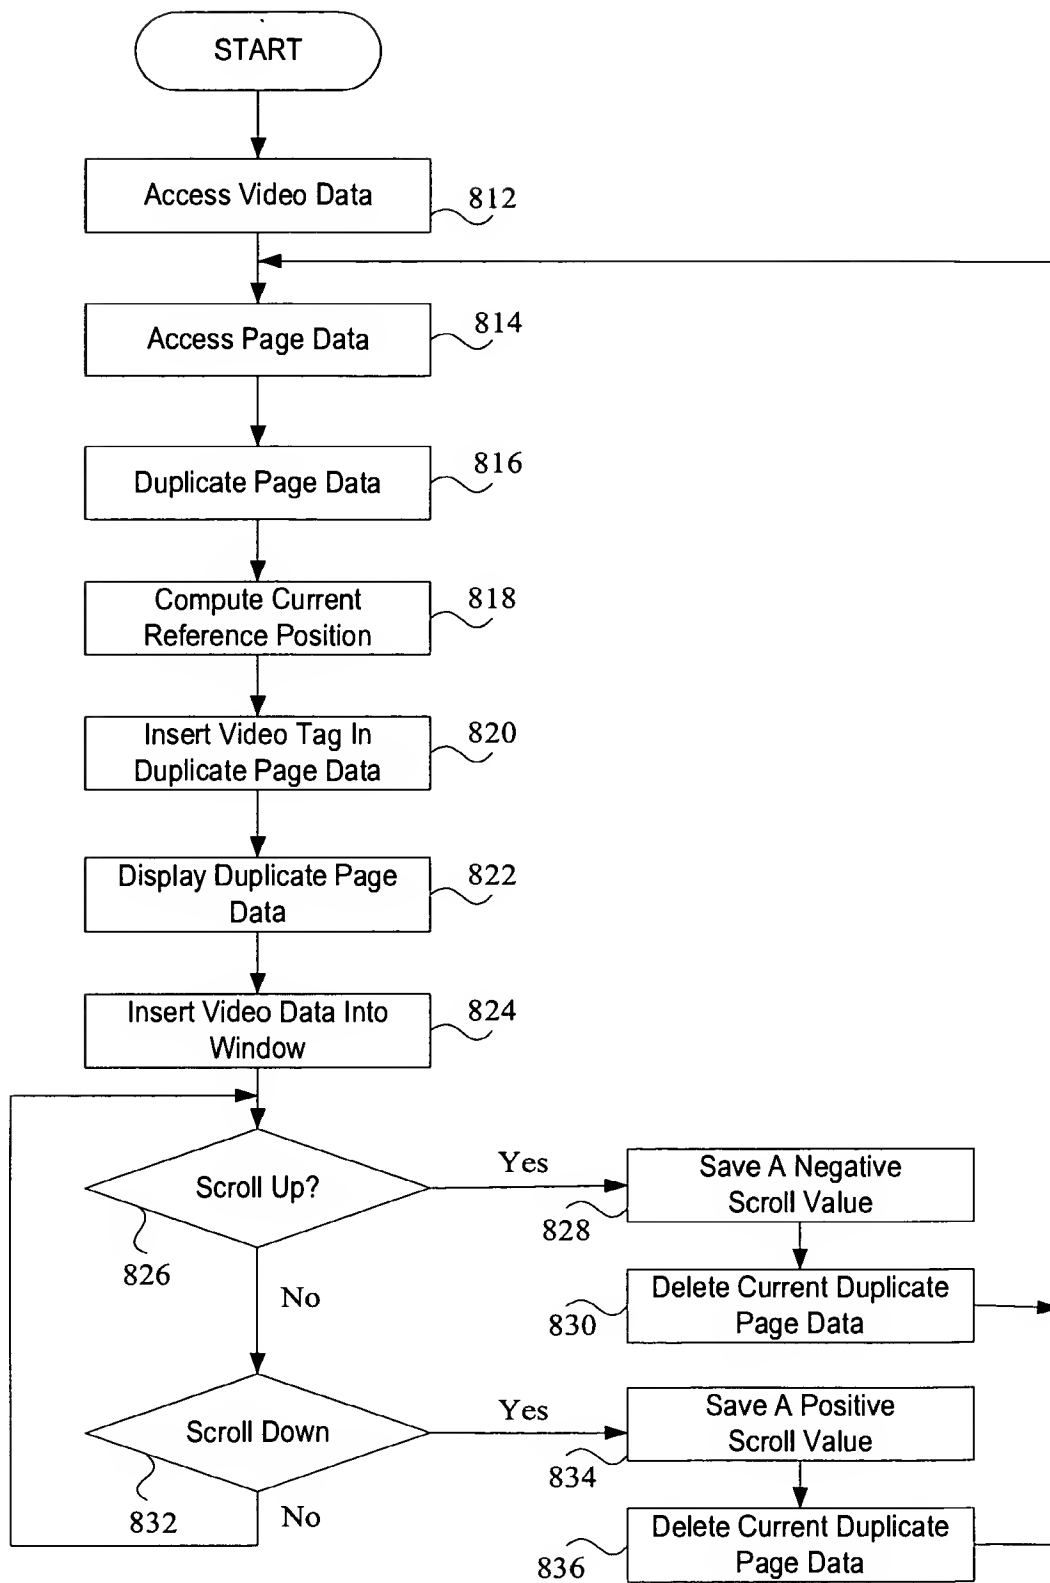 START
Access Video Data
812
Access Page Data
814
Duplicate Page Data
816
Compute Current
Reference Position
818
Insert Video Tag In
Duplicate Page Data
820
Display Duplicate Page
Data
822
Insert Video Data Into
Window
824
Scroll Up?
826
Yes
No
Save A Negative
Scroll Value
828
Delete Current Duplicate
Page Data
830
Scroll Down
832
Yes
No
Save A Positive
Scroll Value
834
Delete Current Duplicate
Page Data
836